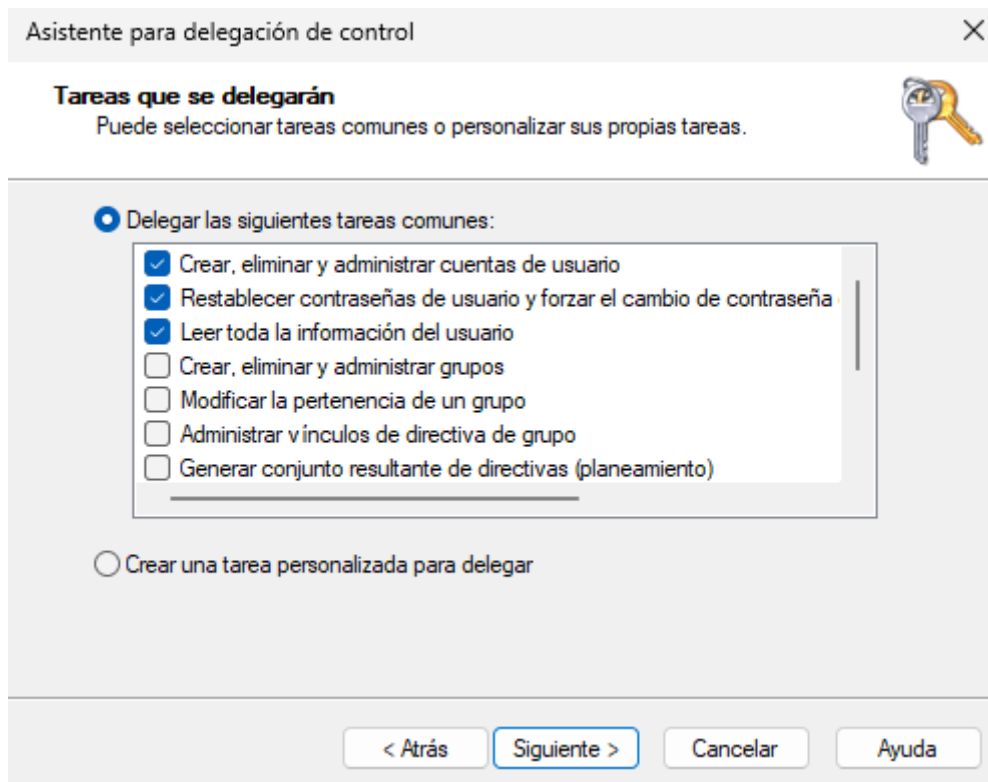 Asistente para delegación de control
Tareas que se delegarán
Puede seleccionar tareas comunes o personalizar sus propias tareas.
Delegar las siguientes tareas comunes:
Crear, eliminar y administrar cuentas de usuario
Restablecer contraseñas de usuario y forzar el cambio de contraseña
Leer toda la información del usuario
Crear, eliminar y administrar grupos
Modificar la pertenencia de un grupo
Administrar vínculos de directiva de grupo
Generar conjunto resultante de directivas (planeamiento)
Crear una tarea personalizada para delegar
< Atrás Siguiente > Cancelar Ayuda